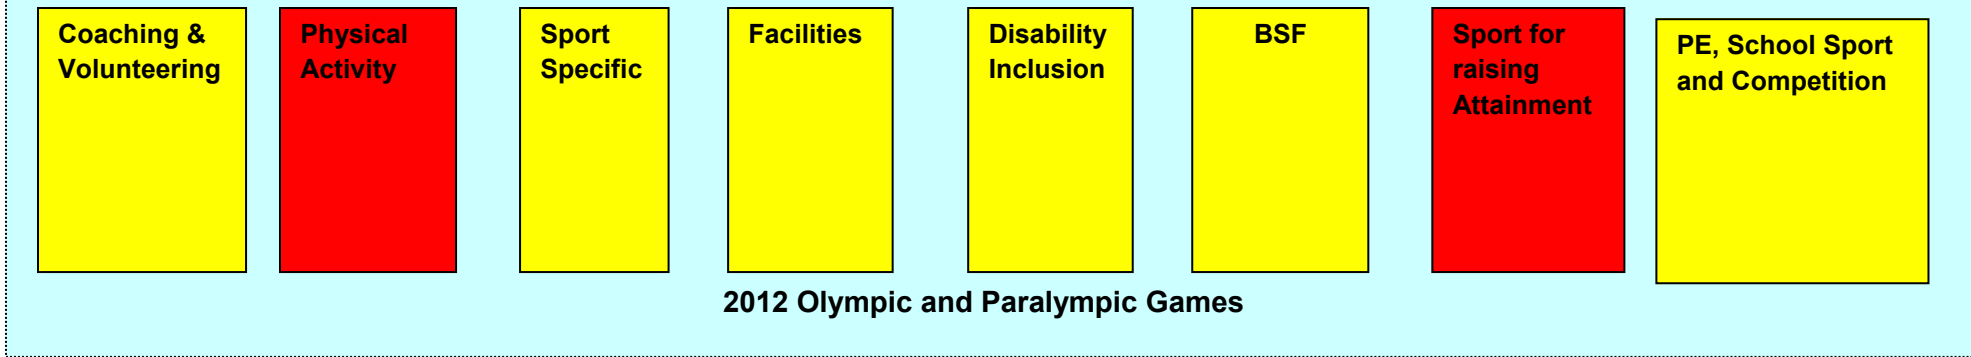 Coaching &
Volunteering
Physical
Activity
Sport
Specific
Facilities
Disability
Inclusion
BSF
Sport for
raising
Attainment
PE, School Sport
and Competition
2012 Olympic and Paralympic Games